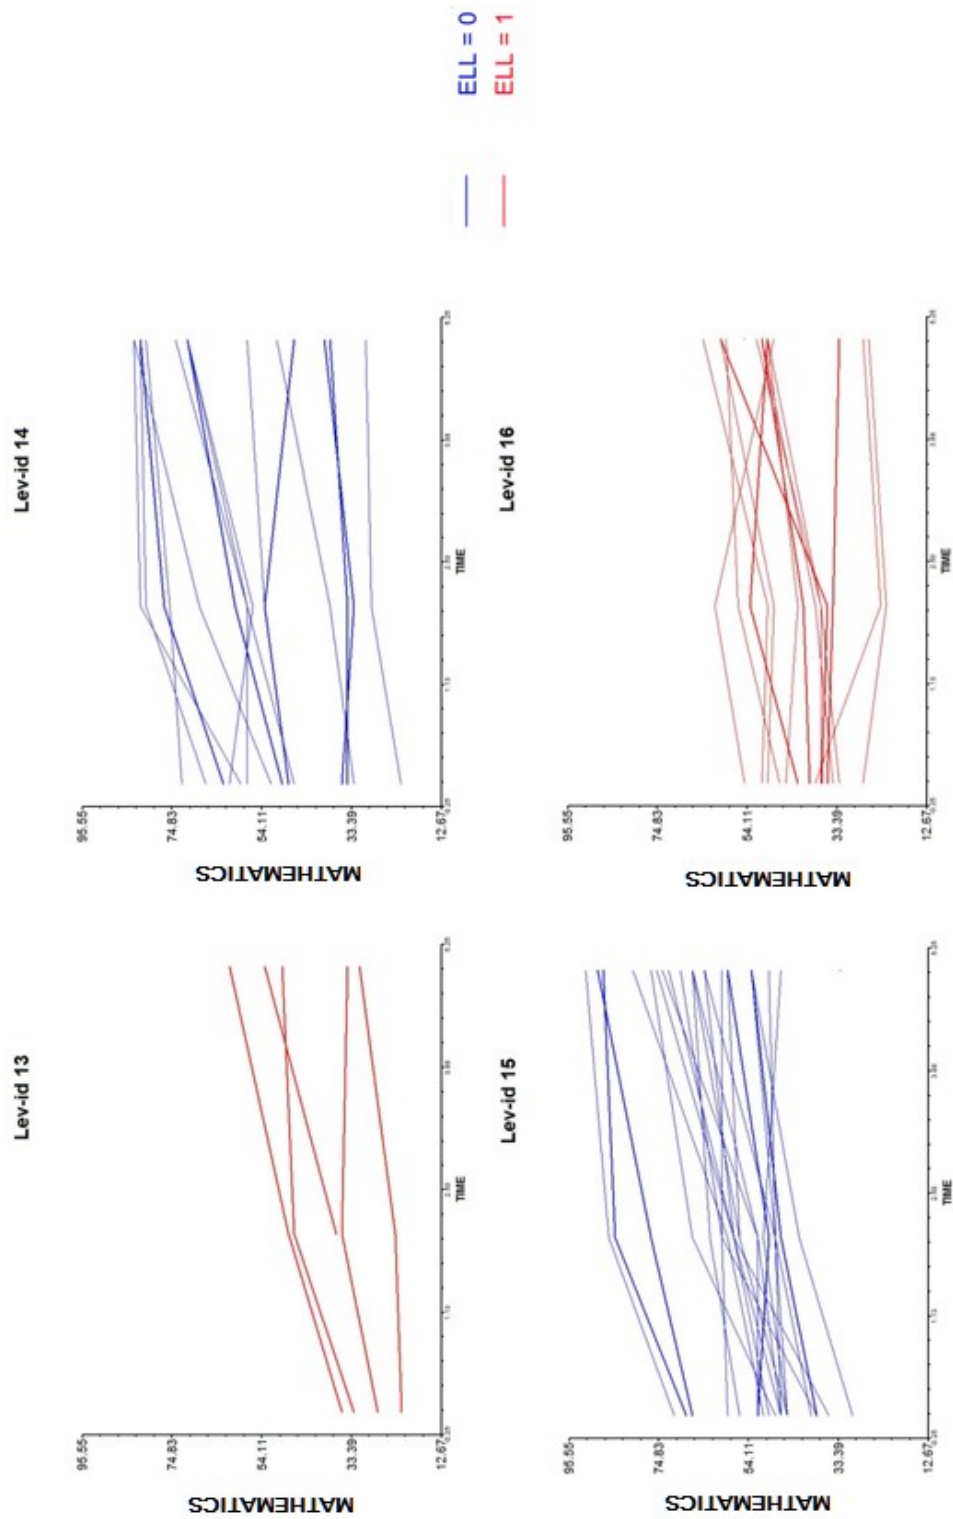 Lev-id 13
Lev-id 14
95.55
74.83
54.11
33.39
12.67
MATHEMATICS
TIME
95.55
74.83
54.11
33.39
12.67
MATHEMATICS
TIME
Lev-id 15
Lev-id 16
95.55
74.83
54.11
33.39
12.67
MATHEMATICS
TIME
95.55
74.83
54.11
33.39
12.67
MATHEMATICS
TIME
ELL = 0
ELL = 1